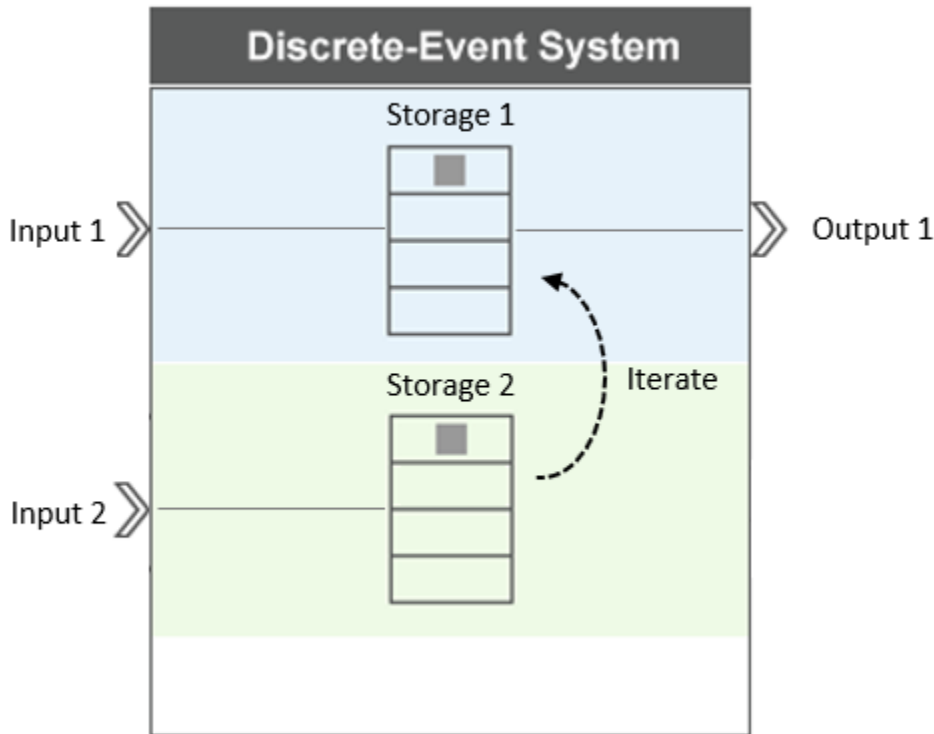 Discrete-Event System
Storage 1
Input 1
Output 1
Iterate
Storage 2
Input 2